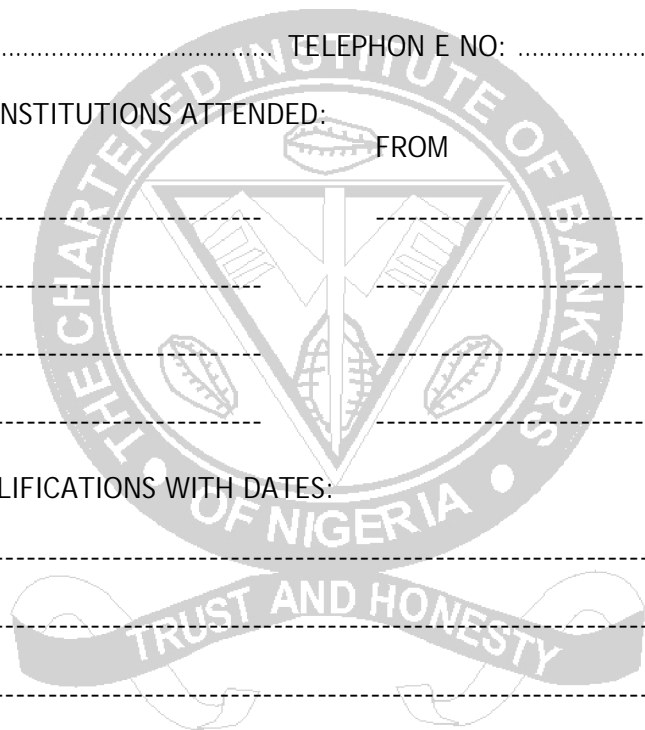 .................................... TELEPHON E NO: ..................
NSTITUTIONS ATTENDED:
FROM
LIFICATIONS WITH DATES:
THE CHARTERED INSTITUTE OF BANKERS
OF NIGERIA
TRUST AND HONESTY